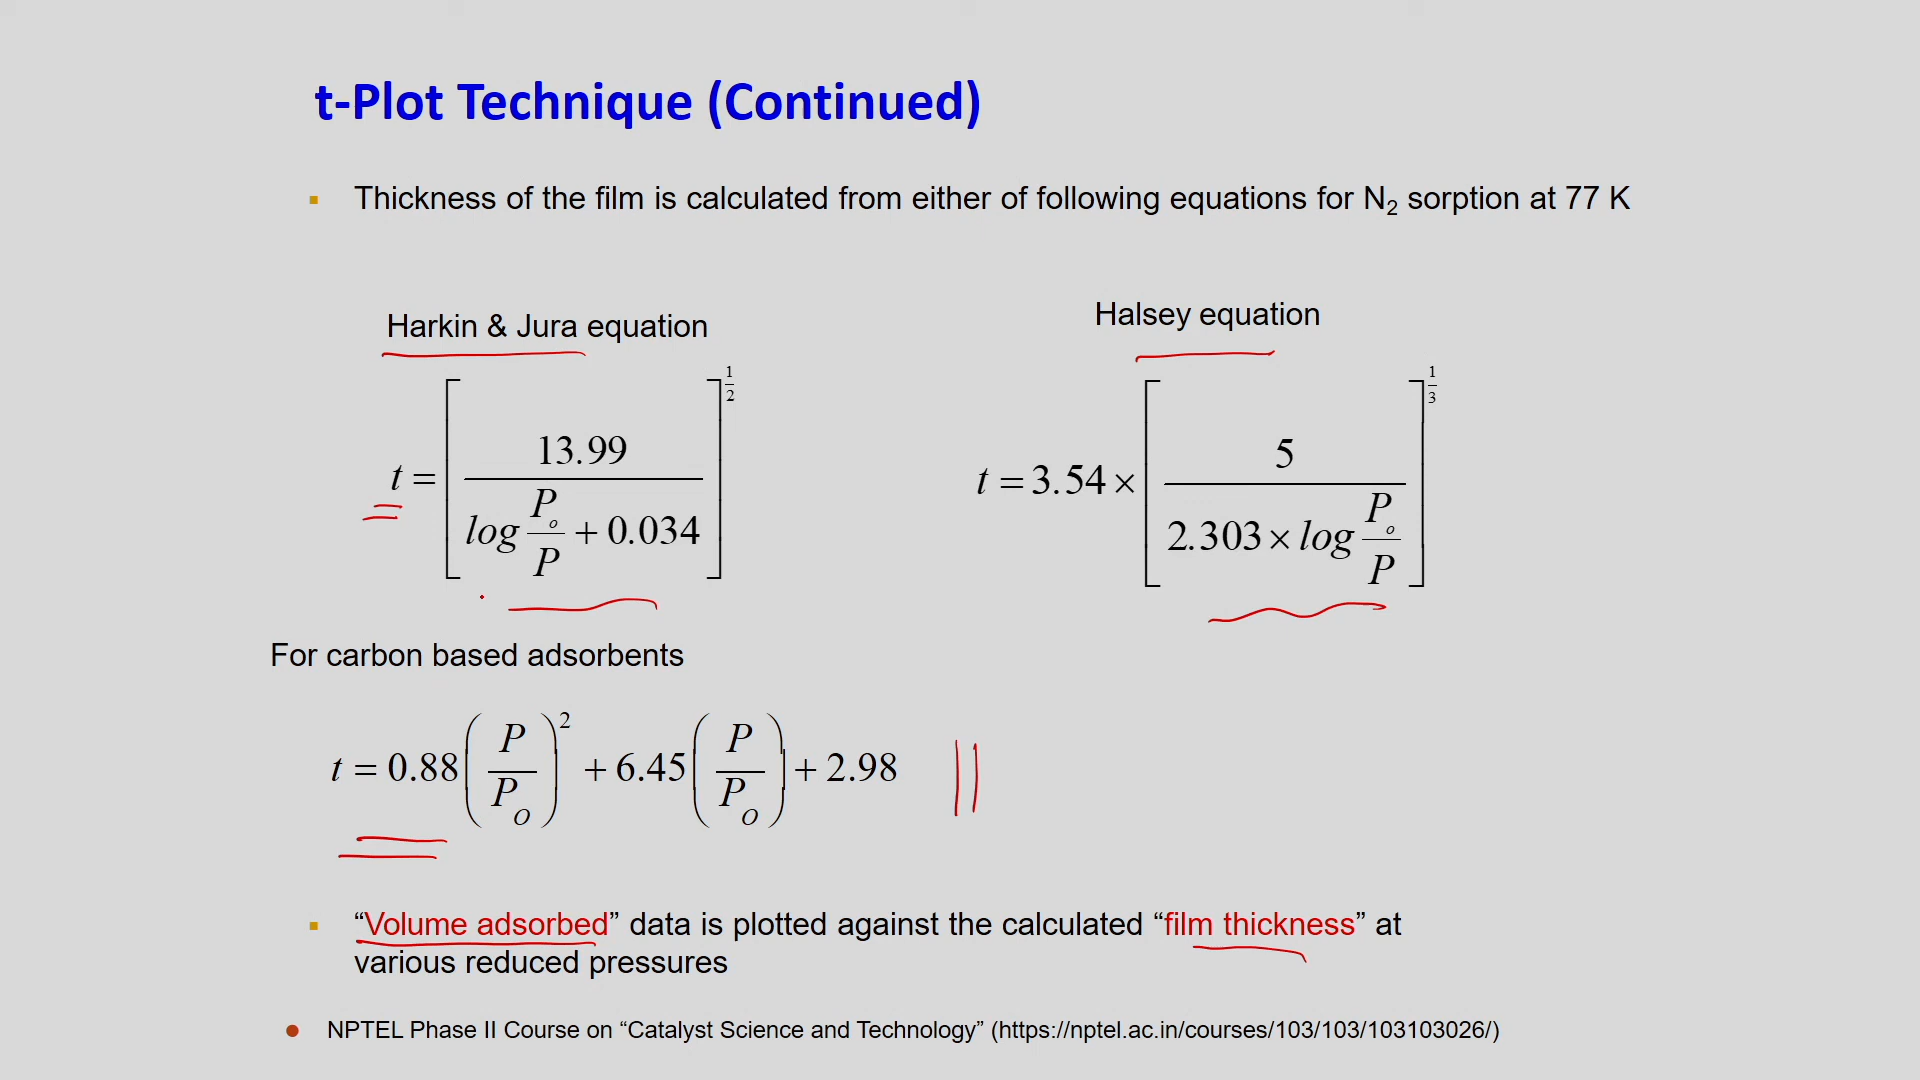 t-Plot Technique (Continued)
▪ Thickness of the film is calculated from either of following equations for N₂ sorption at 77 K
Harkin & Jura equation
Halsey equation
t = [ 13.99 / ( log P₀/P + 0.034 ) ]^(1/2)
t = 3.54 × [ 5 / ( 2.303 × log P₀/P ) ]^(1/3)
For carbon based adsorbents
t = 0.88 (P/P_O)² + 6.45 (P/P_O) + 2.98
▪ “Volume adsorbed” data is plotted against the calculated “film thickness” at
various reduced pressures
● NPTEL Phase II Course on “Catalyst Science and Technology” (https://nptel.ac.in/courses/103/103/103103026/)